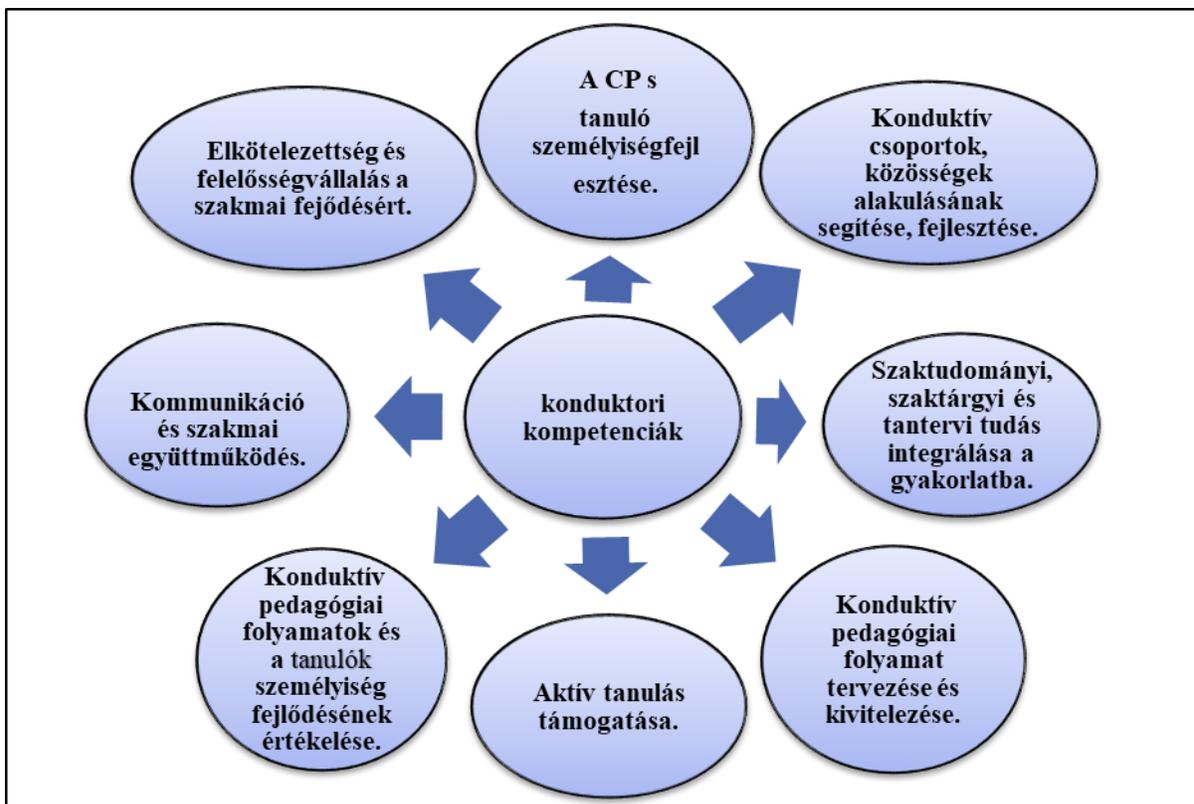 A CP s
tanuló
személyiségfejl
esztése.
Konduktív
csoportok,
közösségek
alakulásának
segítése, fejlesztése.
Szaktudományi,
szaktárgyi és
tantervi tudás
integrálása a
gyakorlatba.
Konduktív
pedagógiai
folyamat
tervezése és
kivitelezése.
Aktív tanulás
támogatása.
Konduktív
pedagógiai
folyamatok és
a tanulók
személyiség
fejlődésének
értékelése.
Kommunikáció
és szakmai
együttműködés.
Elkötelezettség és
felelősségvállalás a
szakmai fejődésért.
konduktori
kompetenciák